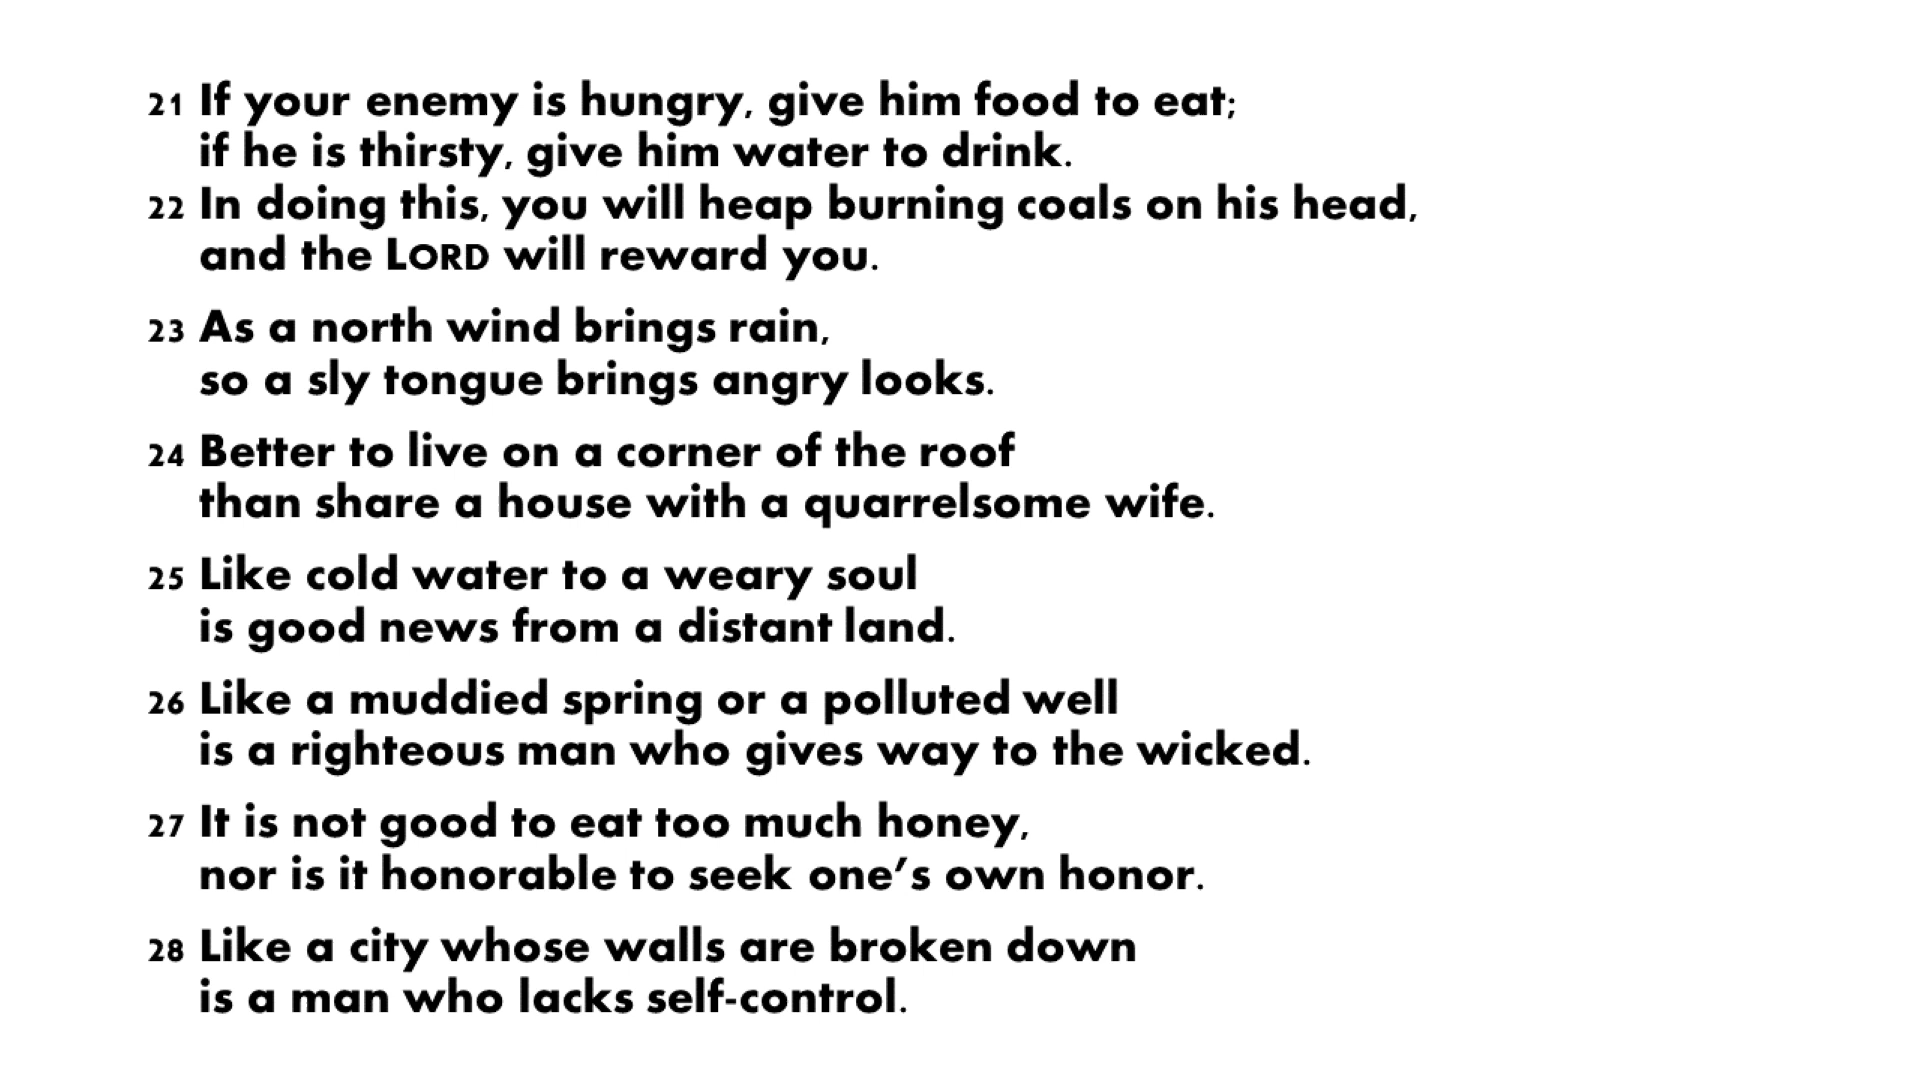 21 If your enemy is hungry, give him food to eat;
if he is thirsty, give him water to drink.
22 In doing this, you will heap burning coals on his head,
and the LORD will reward you.
23 As a north wind brings rain,
so a sly tongue brings angry looks.
24 Better to live on a corner of the roof
than share a house with a quarrelsome wife.
25 Like cold water to a weary soul
is good news from a distant land.
26 Like a muddied spring or a polluted well
is a righteous man who gives way to the wicked.
27 It is not good to eat too much honey,
nor is it honorable to seek one’s own honor.
28 Like a city whose walls are broken down
is a man who lacks self-control.